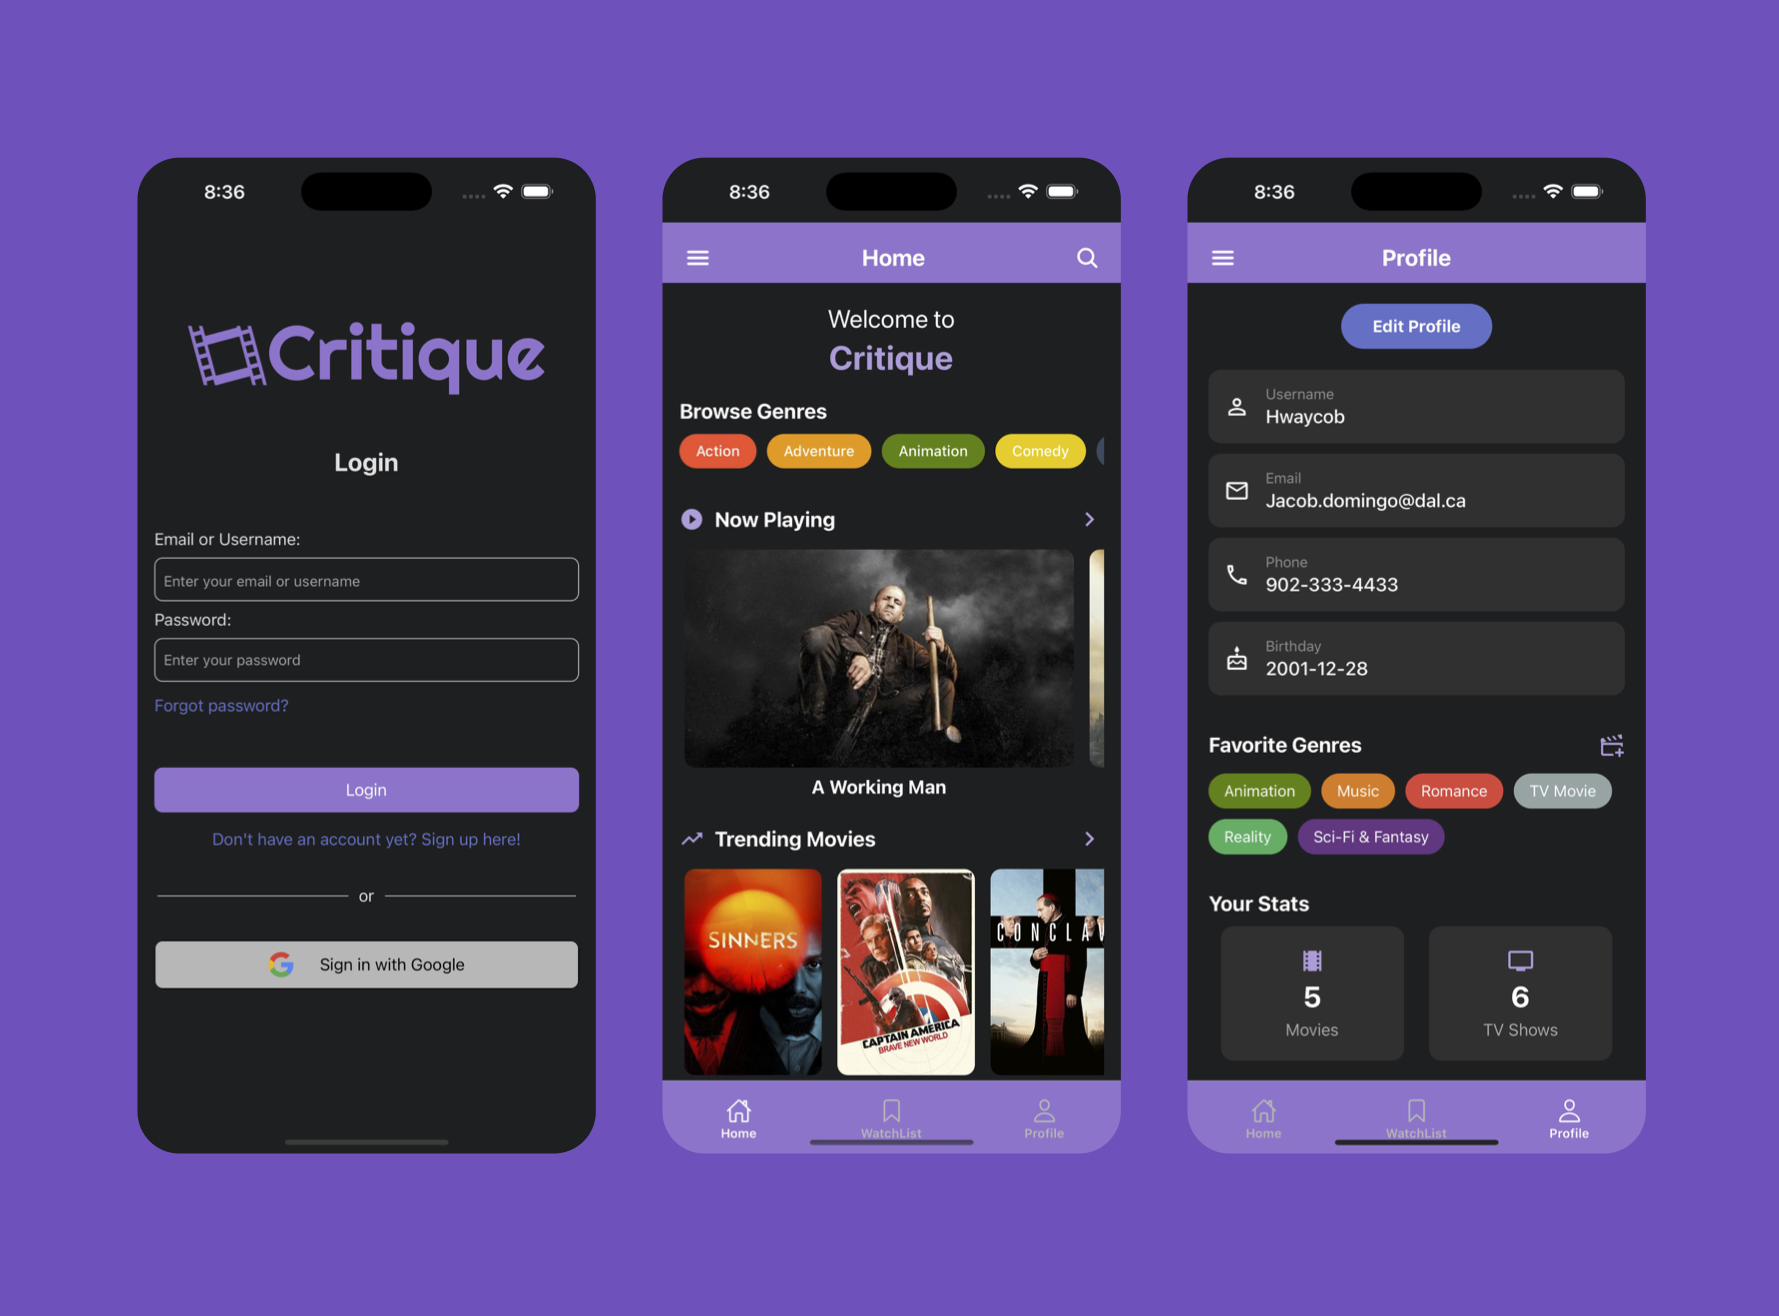 8:36
Critique
Login
Email or Username:
Enter your email or username
Password:
Enter your password
Forgot password?
Login
Don't have an account yet? Sign up here!
or
Sign in with Google
8:36
Home
Welcome to
Critique
Browse Genres
Action Adventure Animation Comedy
Now Playing
A Working Man
Trending Movies
SINNERS
CAPTAIN AMERICA
BRAVE NEW WORLD
CONCLAV
Home WatchList Profile
8:36
Profile
Edit Profile
Username
Hwaycob
Email
Jacob.domingo@dal.ca
Phone
902-333-4433
Birthday
2001-12-28
Favorite Genres
Animation Music Romance TV Movie
Reality Sci-Fi & Fantasy
Your Stats
5 6
Movies TV Shows
Home WatchList Profile